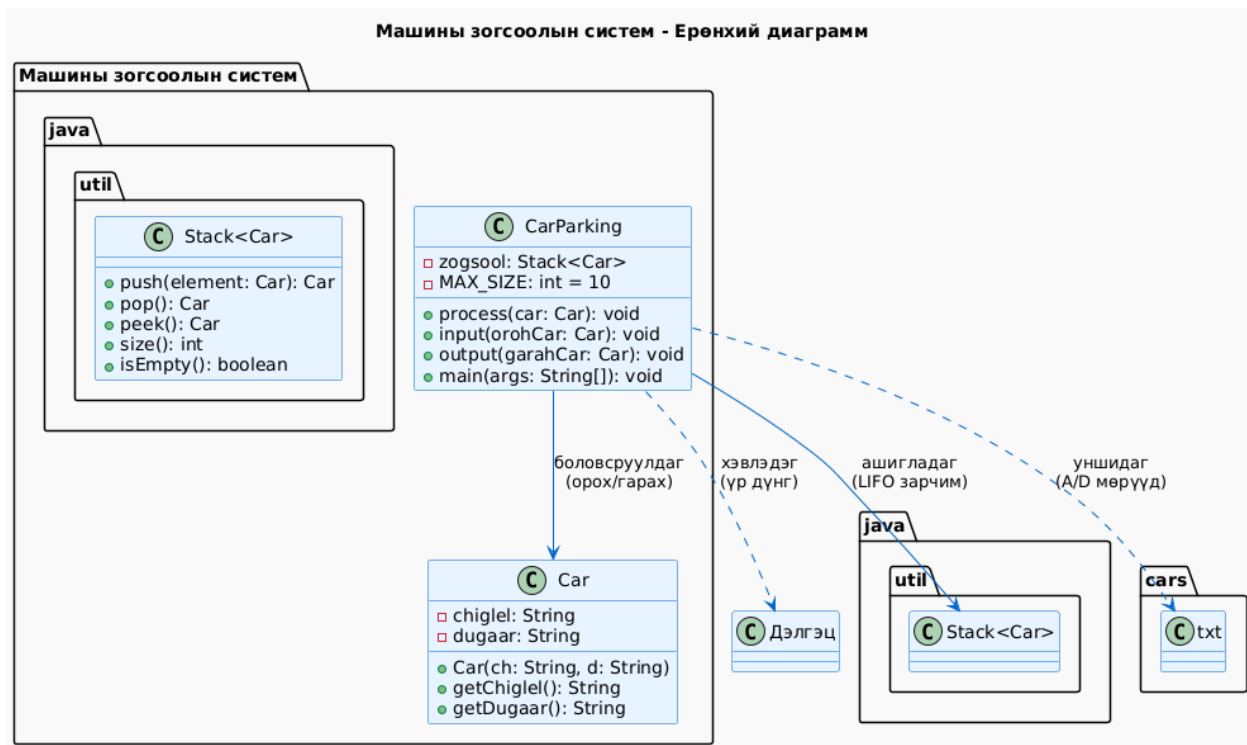 Машины зогсоолын систем - Ерөнхий диаграмм
Машины зогсоолын систем
java
util
C Stack<Car>
push(element: Car): Car
pop(): Car
peek(): Car
size(): int
isEmpty(): boolean
C CarParking
zogsool: Stack<Car>
MAX_SIZE: int = 10
process(car: Car): void
input(orohCar: Car): void
output(garahCar: Car): void
main(args: String[]): void
боловсруулдаг
(орох/гарах)
хэвлэдэг
(үр дүнг)
ашигладаг
(LIFO зарчим)
уншидаг
(A/D мөрүүд)
C Car
chiglel: String
dugaar: String
Car(ch: String, d: String)
getChiglel(): String
getDugaar(): String
C Дэлгэц
java
util
C Stack<Car>
cars
C txt